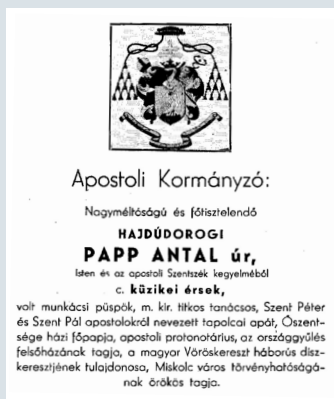 Apostoli Kormányzó:
Nagyméltóságú és főtisztelendő
HAJDÚDOROGI
PAPP ANTAL úr,
Isten és az apostoli Szentszék kegyelméből
c. küzikei érsek,
volt munkácsi püspök, m. kir. titkos tanácsos, Szent Péter
és Szent Pál apostolokról nevezett tapolcai apát, Őszent-
sége házi főpapja, apostoli protonotárius, az országgyűlés
felsőházának tagja, a magyar Vöröskereszt háborús dísz-
keresztjének tulajdonosa, Miskolc város törvényhatóságá-
nak örökös tagja.